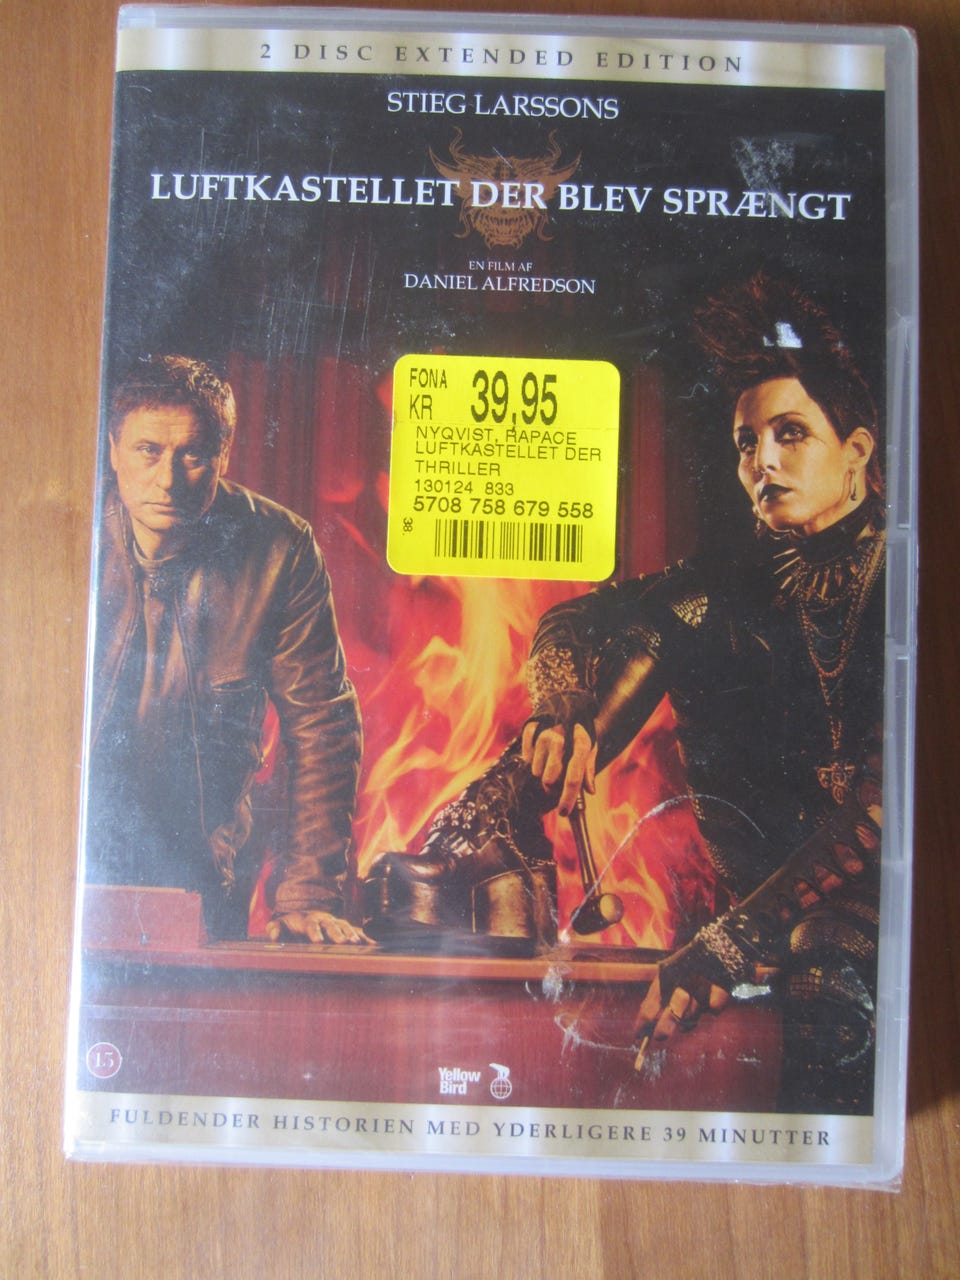 2 DISC EXTENDED EDITION
STIEG LARSSONS
LUFTKASTELLET DER BLEV SPRÆNGT
EN FILM AF
DANIEL ALFREDSON
FONA 39,95
KR
NYQVIST, RAPACE
LUFTKASTELLET DER
THRILLER
130124 833
5708 758 679 558
38.
15
Yellow
Bird
FULDENDER HISTORIEN MED YDERLIGERE 39 MINUTTER